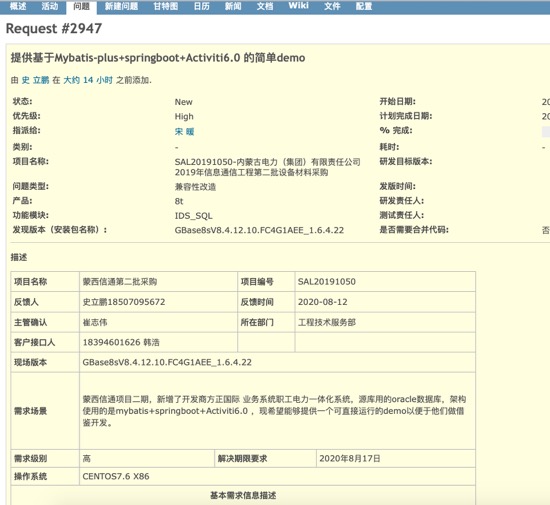 概述 活动 问题 新建问题 甘特图 日历 新闻 文档 Wiki 文件 配置
Request #2947
提供基于Mybatis-plus+springboot+Activiti6.0 的简单demo
由 史 立鹏 在 大约 14 小时 之前添加.
状态: New 开始日期: 20
优先级: High 计划完成日期: 20
指派给: 宋 暖 % 完成:
类别: - 耗时: -
项目名称: SAL20191050-内蒙古电力（集团）有限责任公司 研发目标版本:
2019年信息通信工程第二批设备材料采购
问题类型: 兼容性改造 发版时间:
产品: 8t 研发责任人:
功能模块: IDS_SQL 测试责任人:
发现版本（安装包名称）: GBase8sV8.4.12.10.FC4G1AEE_1.6.4.22 是否需要合并代码: 否
描述
项目名称 蒙西信通第二批采购 项目编号 SAL20191050
反馈人 史立鹏18507095672 反馈时间 2020-08-12
主管确认 崔志伟 所在部门 工程技术服务部
客户接口人 18394601626 韩浩
现场版本 GBase8sV8.4.12.10.FC4G1AEE_1.6.4.22
蒙西信通项目二期，新增了开发商方正国际 业务系统职工电力一体化系统，源库用的oracle数据库，架构
需求场景 使用的是mybatis+springboot+Activiti6.0 ，现希望能够提供一个可直接运行的demo以便于他们做借
鉴开发。
需求级别 高 解决期限要求 2020年8月17日
操作系统 CENTOS7.6 X86
基本需求信息描述